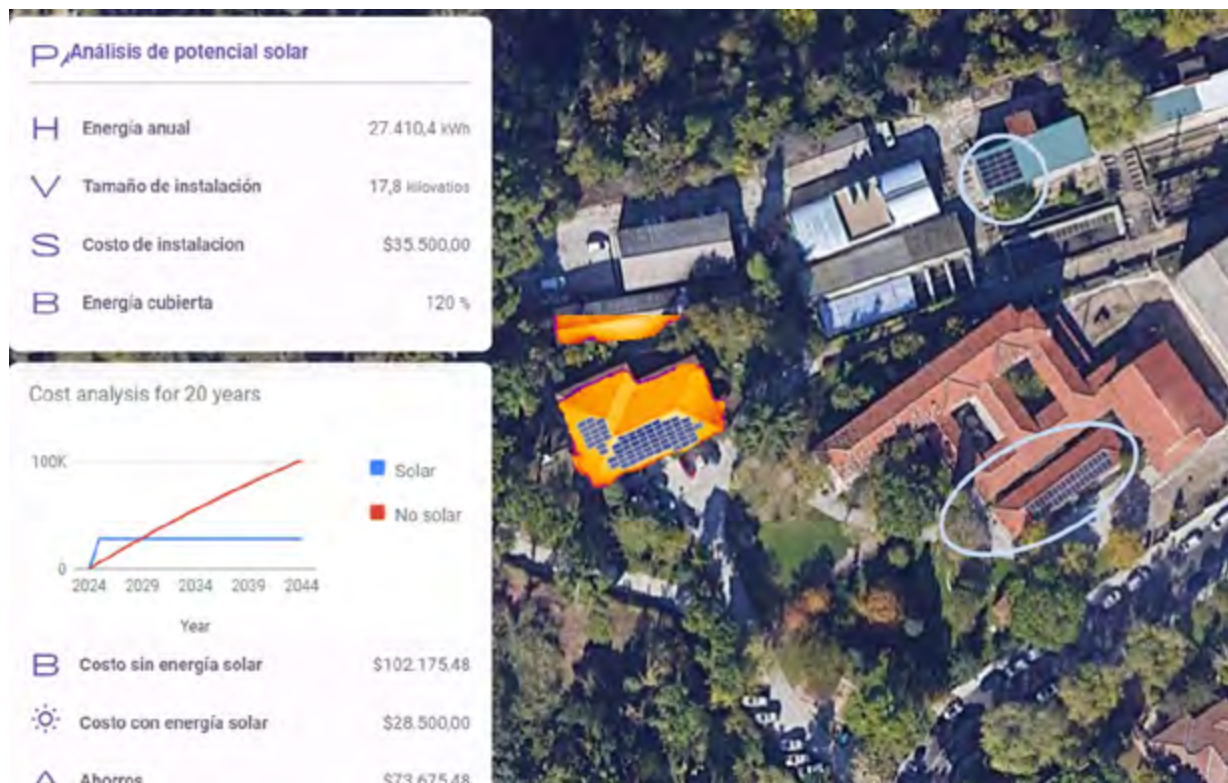 Análisis de potencial solar
H Energía anual 27.410,4 kWh
V Tamaño de instalación 17,8 kilovatios
S Costo de instalacion $35.500,00
B Energía cubierta 120 %
Cost analysis for 20 years
100K
Solar
No solar
0
2024 2029 2034 2039 2044
Year
B Costo sin energía solar $102.175,48
Costo con energía solar $28.500,00
Ahorros $73.675,48